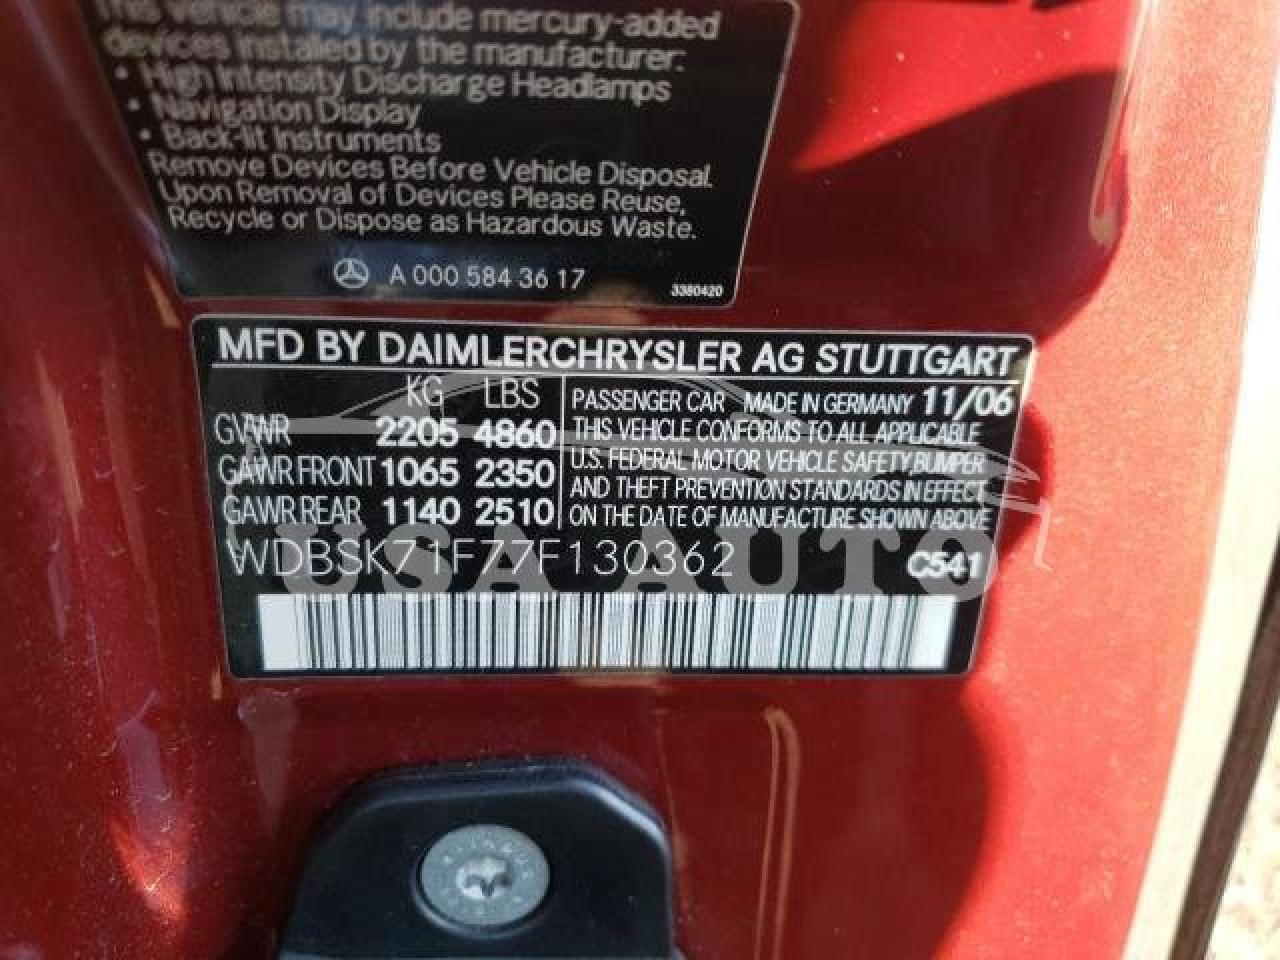 This vehicle may include mercury-added
devices installed by the manufacturer:
• High Intensity Discharge Headlamps
• Navigation Display
• Back-lit Instruments
Remove Devices Before Vehicle Disposal.
Upon Removal of Devices Please Reuse,
Recycle or Dispose as Hazardous Waste.
A 000 584 36 17
3380420
MFD BY DAIMLERCHRYSLER AG STUTTGART
KG LBS
GVWR 2205 4860
GAWR FRONT 1065 2350
GAWR REAR 1140 2510
PASSENGER CAR MADE IN GERMANY 11/06
THIS VEHICLE CONFORMS TO ALL APPLICABLE
U.S. FEDERAL MOTOR VEHICLE SAFETY, BUMPER
AND THEFT PREVENTION STANDARDS IN EFFECT
ON THE DATE OF MANUFACTURE SHOWN ABOVE
WDBSK71F77F130362 C541
USA AUTO